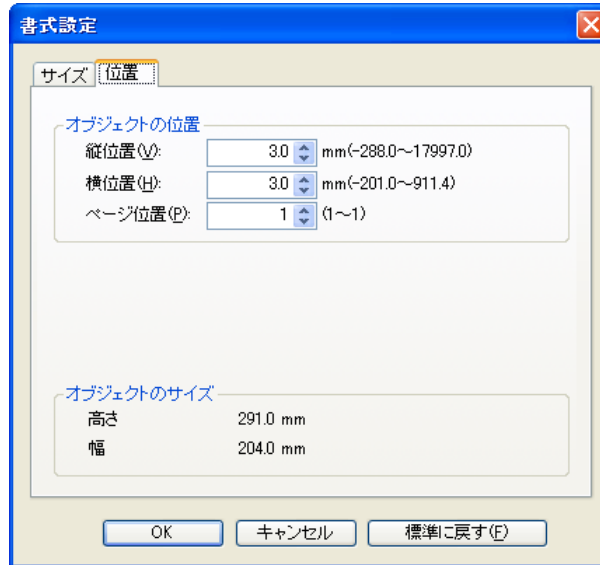 書式設定
サイズ 位置
オブジェクトの位置
縦位置(V): 3.0 mm(-288.0～17997.0)
横位置(H): 3.0 mm(-201.0～911.4)
ページ位置(P): 1 (1～1)
オブジェクトのサイズ
高さ 291.0 mm
幅 204.0 mm
OK キャンセル 標準に戻す(F)